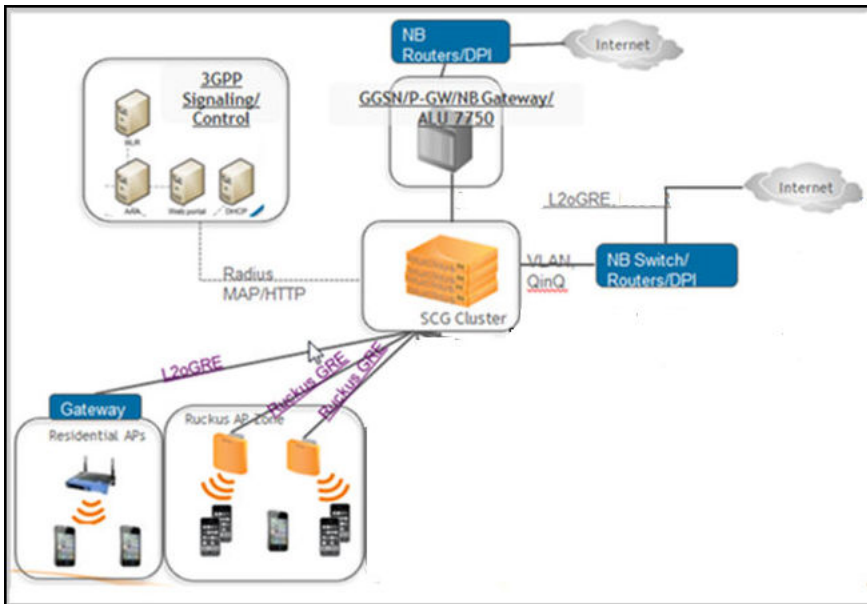 NB
Routers/DPI
Internet
3GPP
Signaling/
Control
GGSN/P-GW/NB Gateway/
ALU 7750
AAA
Web portal
DHCP
L2oGRE,
Internet
Radius
MAP/HTTP
SCG Cluster
VLAN,
QinQ
NB Switch/
Routers/DPI
L2oGRE
Ruckus GRE
Ruckus GRE
Gateway
Residential APs
Ruckus AP Zone